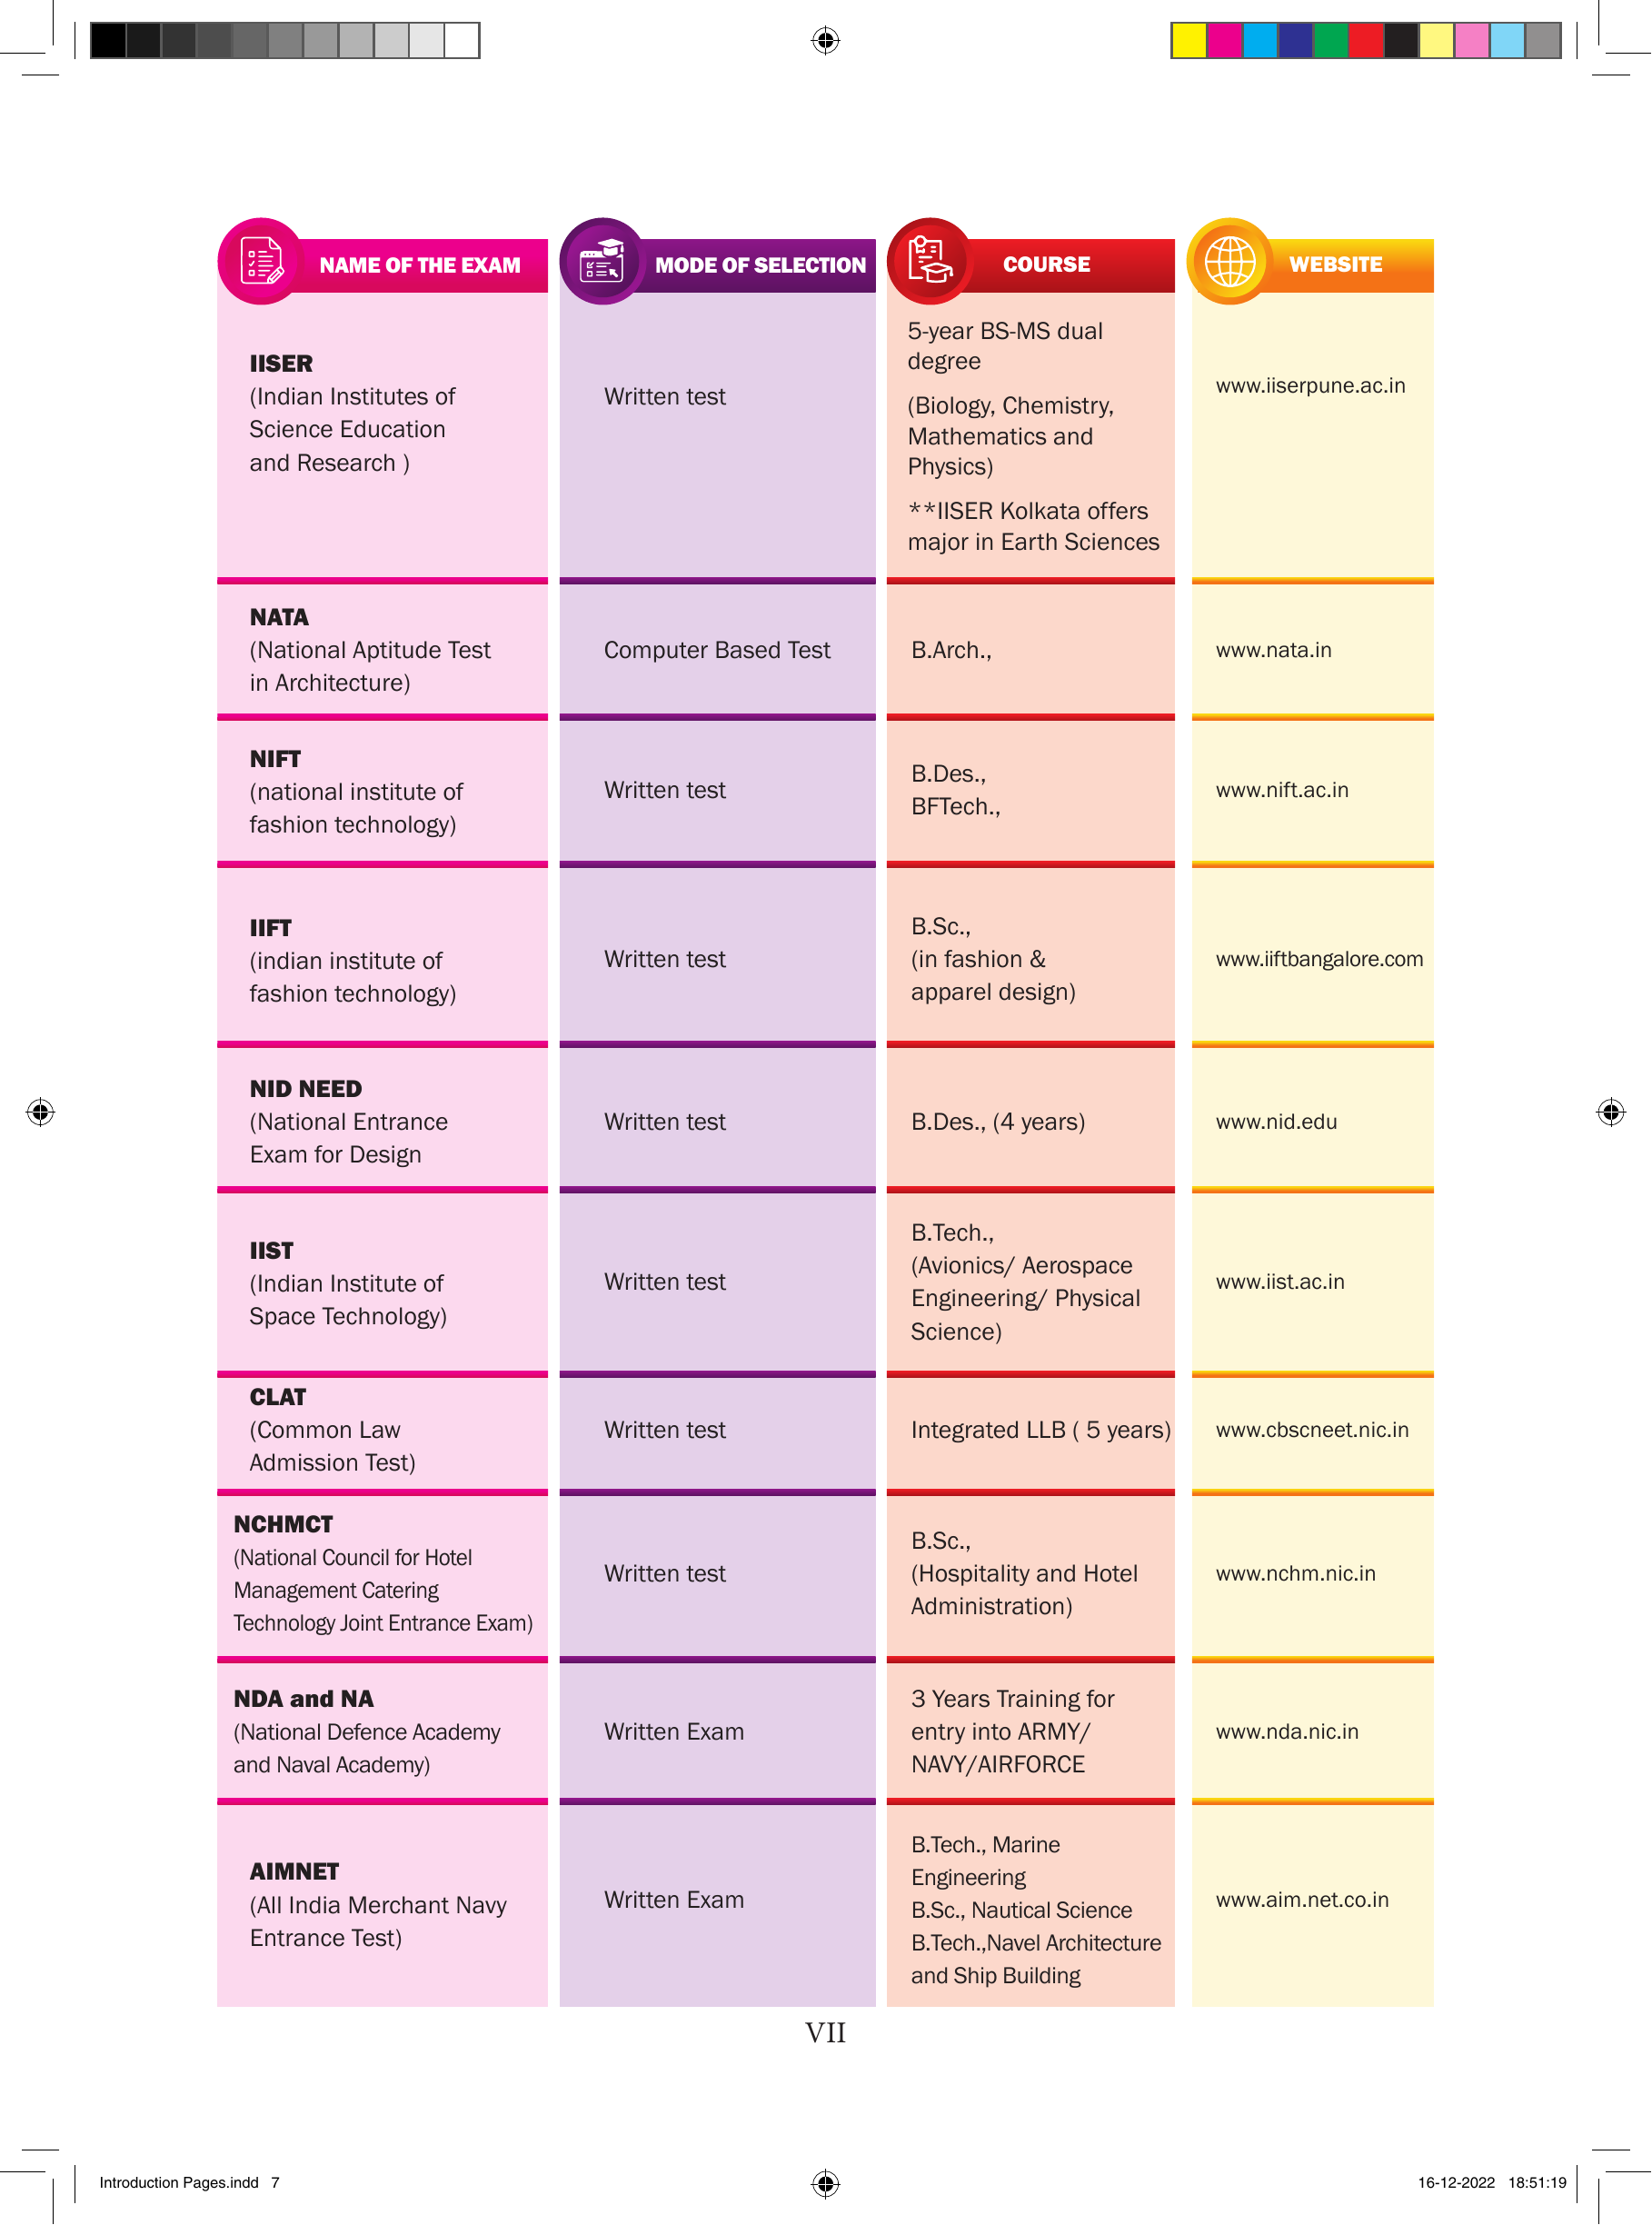 NAME OF THE EXAM
MODE OF SELECTION
COURSE
WEBSITE
IISER
(Indian Institutes of
Science Education
and Research )
Written test
5-year BS-MS dual
degree
(Biology, Chemistry,
Mathematics and
Physics)
**IISER Kolkata offers
major in Earth Sciences
www.iiserpune.ac.in
NATA
(National Aptitude Test
in Architecture)
Computer Based Test
B.Arch.,
www.nata.in
NIFT
(national institute of
fashion technology)
Written test
B.Des.,
BFTech.,
www.nift.ac.in
IIFT
(indian institute of
fashion technology)
Written test
B.Sc.,
(in fashion &
apparel design)
www.iiftbangalore.com
NID NEED
(National Entrance
Exam for Design
Written test
B.Des., (4 years)
www.nid.edu
IIST
(Indian Institute of
Space Technology)
Written test
B.Tech.,
(Avionics/ Aerospace
Engineering/ Physical
Science)
www.iist.ac.in
CLAT
(Common Law
Admission Test)
Written test
Integrated LLB ( 5 years)
www.cbscneet.nic.in
NCHMCT
(National Council for Hotel
Management Catering
Technology Joint Entrance Exam)
Written test
B.Sc.,
(Hospitality and Hotel
Administration)
www.nchm.nic.in
NDA and NA
(National Defence Academy
and Naval Academy)
Written Exam
3 Years Training for
entry into ARMY/
NAVY/AIRFORCE
www.nda.nic.in
AIMNET
(All India Merchant Navy
Entrance Test)
Written Exam
B.Tech., Marine
Engineering
B.Sc., Nautical Science
B.Tech.,Navel Architecture
and Ship Building
www.aim.net.co.in
VII
Introduction Pages.indd   7
16-12-2022   18:51:19